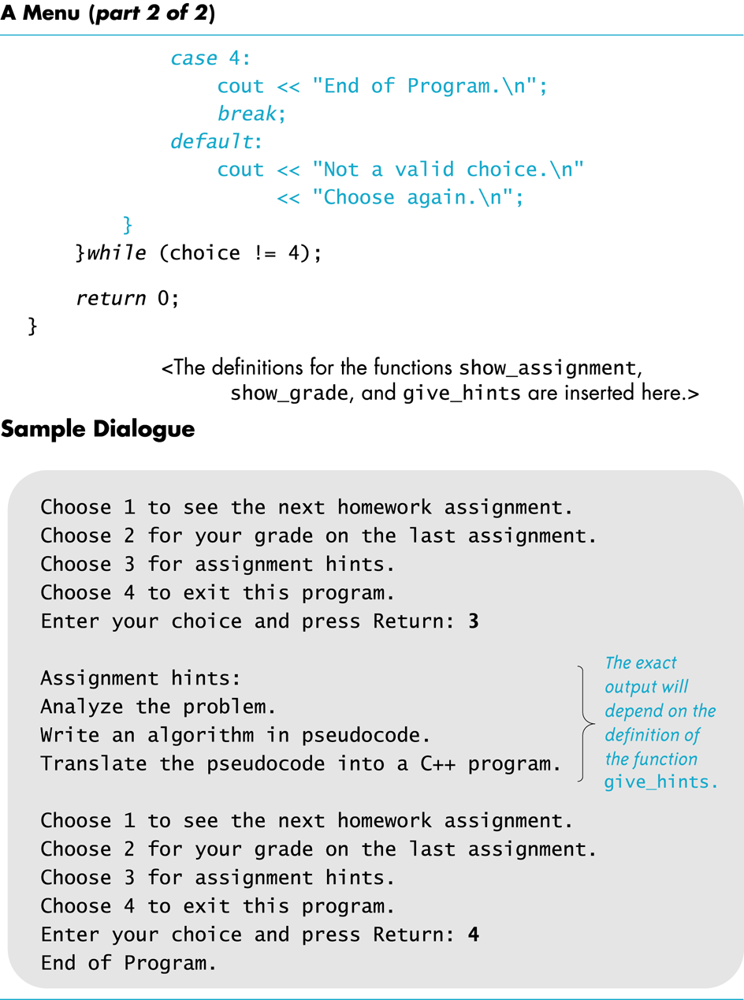 A Menu (part 2 of 2)
case 4:
cout << "End of Program.\n";
break;
default:
cout << "Not a valid choice.\n"
<< "Choose again.\n";
}
}while (choice != 4);
return 0;
}
<The definitions for the functions show_assignment,
show_grade, and give_hints are inserted here.>
Sample Dialogue
Choose 1 to see the next homework assignment.
Choose 2 for your grade on the last assignment.
Choose 3 for assignment hints.
Choose 4 to exit this program.
Enter your choice and press Return: 3
Assignment hints:
Analyze the problem.
Write an algorithm in pseudocode.
Translate the pseudocode into a C++ program.
The exact
output will
depend on the
definition of
the function
give_hints.
Choose 1 to see the next homework assignment.
Choose 2 for your grade on the last assignment.
Choose 3 for assignment hints.
Choose 4 to exit this program.
Enter your choice and press Return: 4
End of Program.